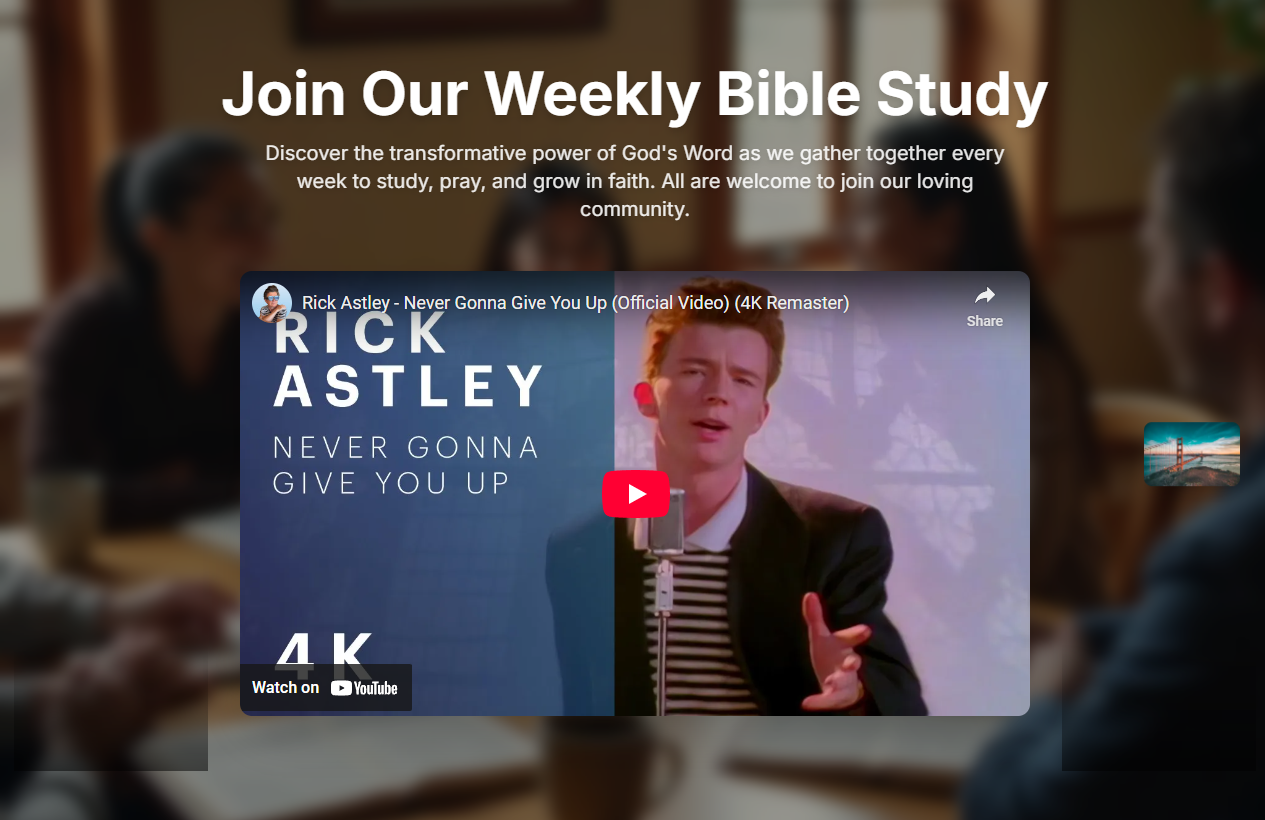 Join Our Weekly Bible Study
Discover the transformative power of God's Word as we gather together every
week to study, pray, and grow in faith. All are welcome to join our loving
community.
Rick Astley - Never Gonna Give You Up (Official Video) (4K Remaster)
Share
RICK
ASTLEY
NEVER GONNA
GIVE YOU UP
4K
Watch on YouTube